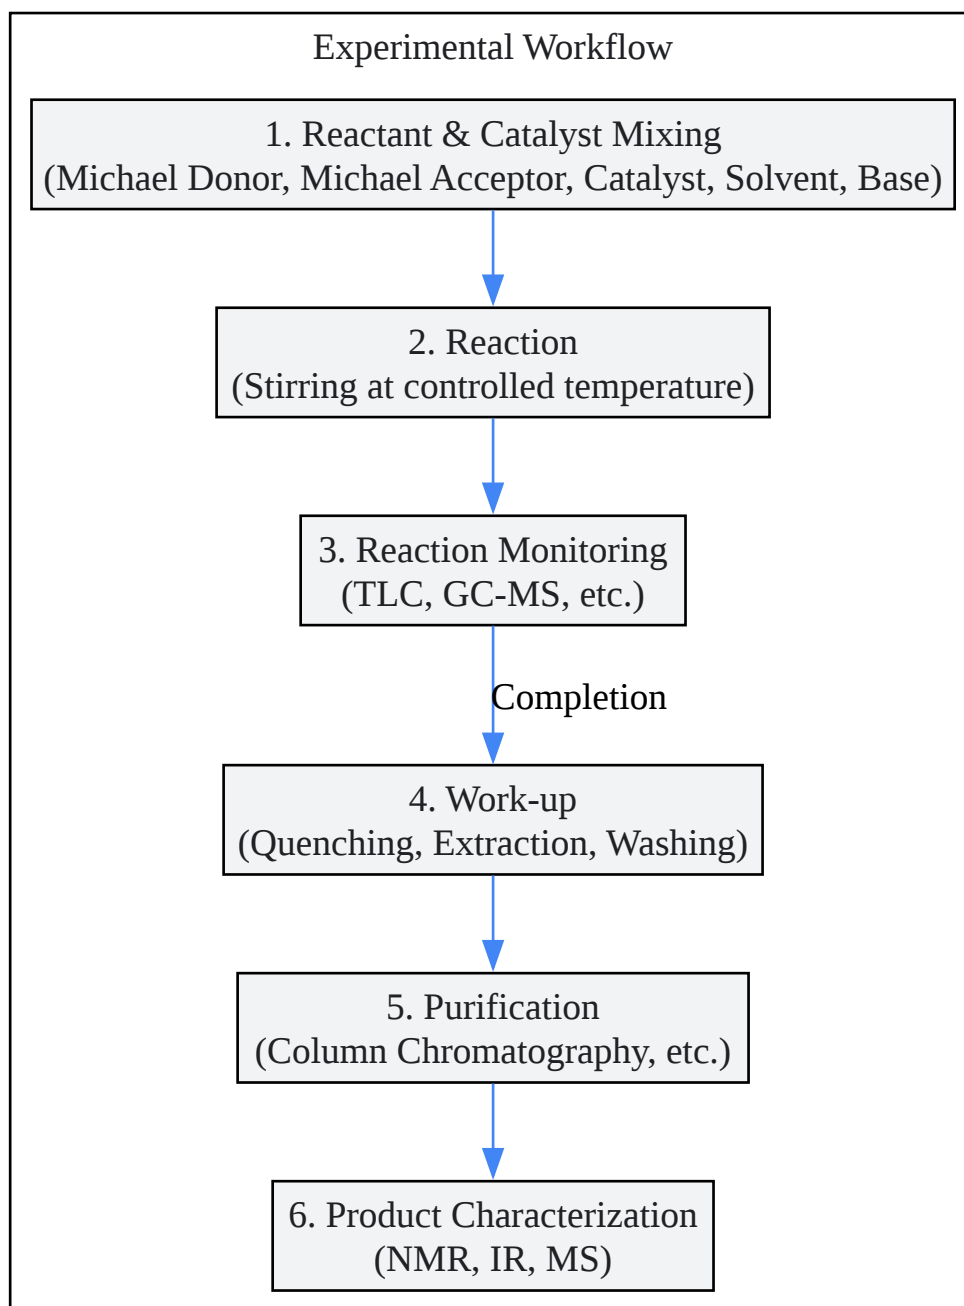 Experimental Workflow
1. Reactant & Catalyst Mixing
(Michael Donor, Michael Acceptor, Catalyst, Solvent, Base)
2. Reaction
(Stirring at controlled temperature)
3. Reaction Monitoring
(TLC, GC-MS, etc.)
Completion
4. Work-up
(Quenching, Extraction, Washing)
5. Purification
(Column Chromatography, etc.)
6. Product Characterization
(NMR, IR, MS)